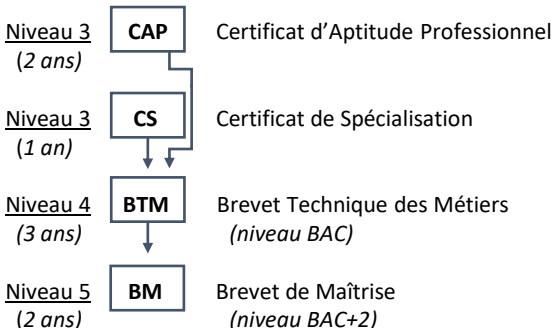 Niveau 3 CAP Certificat d’Aptitude Professionnel
(2 ans)
Niveau 3 CS Certificat de Spécialisation
(1 an)
Niveau 4 BTM Brevet Technique des Métiers
(3 ans) (niveau BAC)
Niveau 5 BM Brevet de Maîtrise
(2 ans) (niveau BAC+2)